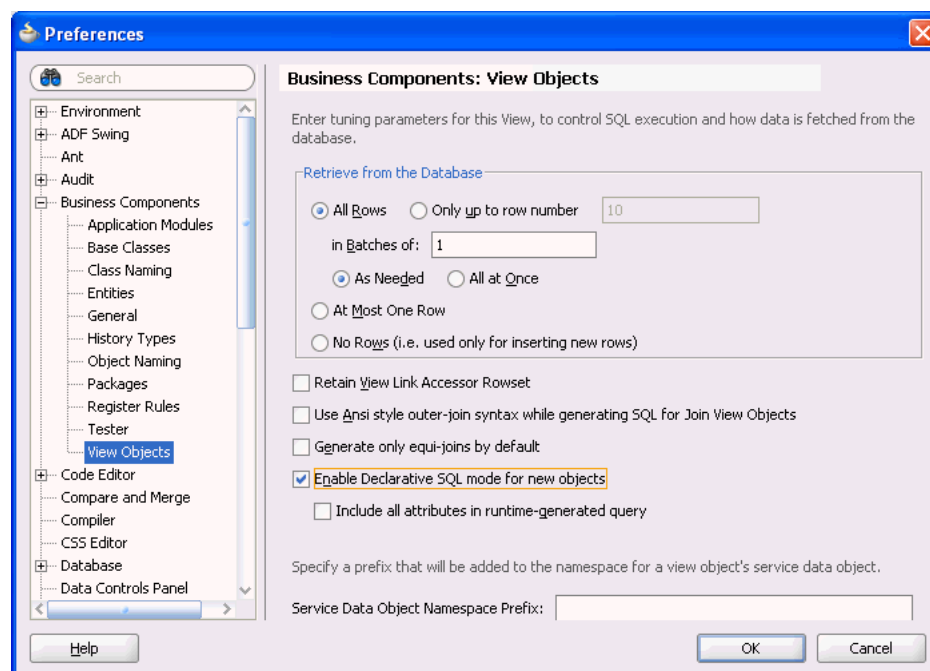 Preferences
Search
Environment
ADF Swing
Ant
Audit
Business Components
Application Modules
Base Classes
Class Naming
Entities
General
History Types
Object Naming
Packages
Register Rules
Tester
View Objects
Code Editor
Compare and Merge
Compiler
CSS Editor
Database
Data Controls Panel
Business Components: View Objects
Enter tuning parameters for this View, to control SQL execution and how data is fetched from the
database.
Retrieve from the Database
All Rows Only up to row number 10
in Batches of: 1
As Needed All at Once
At Most One Row
No Rows (i.e. used only for inserting new rows)
Retain View Link Accessor Rowset
Use Ansi style outer-join syntax while generating SQL for Join View Objects
Generate only equi-joins by default
Enable Declarative SQL mode for new objects
Include all attributes in runtime-generated query
Specify a prefix that will be added to the namespace for a view object's service data object.
Service Data Object Namespace Prefix:
Help OK Cancel